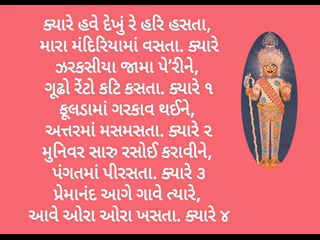 ક્યારે હવે દેખું રે હરિ હસતા,
મારા મંદિરિયામાં વસતા. ક્યારે
ઝરકસીયા જામા પે'રીને,
ગૂઢો રેંટો કટિ કસતા. ક્યારે ૧
ફૂલડામાં ગરકાવ થઈને,
અત્તરમાં મસમસતા. ક્યારે ૨
મુનિવર સારુ રસોઈ કરાવીને,
પંગતમાં પીરસતા. ક્યારે ૩
પ્રેમાનંદ આગે ગાવે ત્યારે,
આવે ઓરા ઓરા ખસતા. ક્યારે ૪